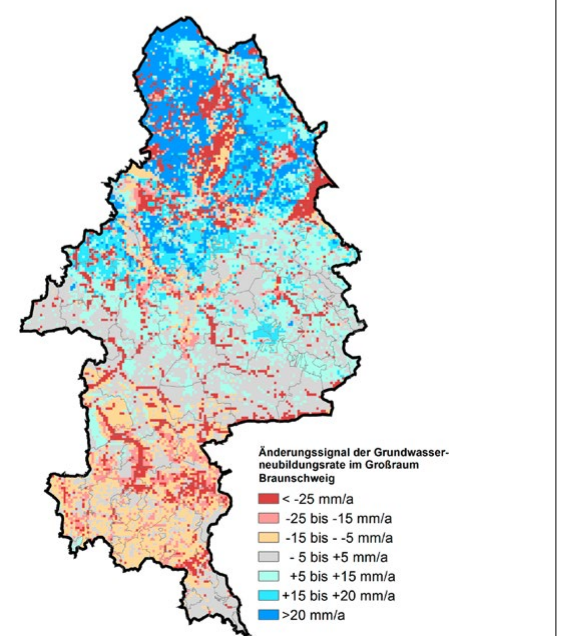 Änderungssignal der Grundwasser-
neubildungsrate im Großraum
Braunschweig
< -25 mm/a
-25 bis -15 mm/a
-15 bis - -5 mm/a
- 5 bis +5 mm/a
+5 bis +15 mm/a
+15 bis +20 mm/a
>20 mm/a